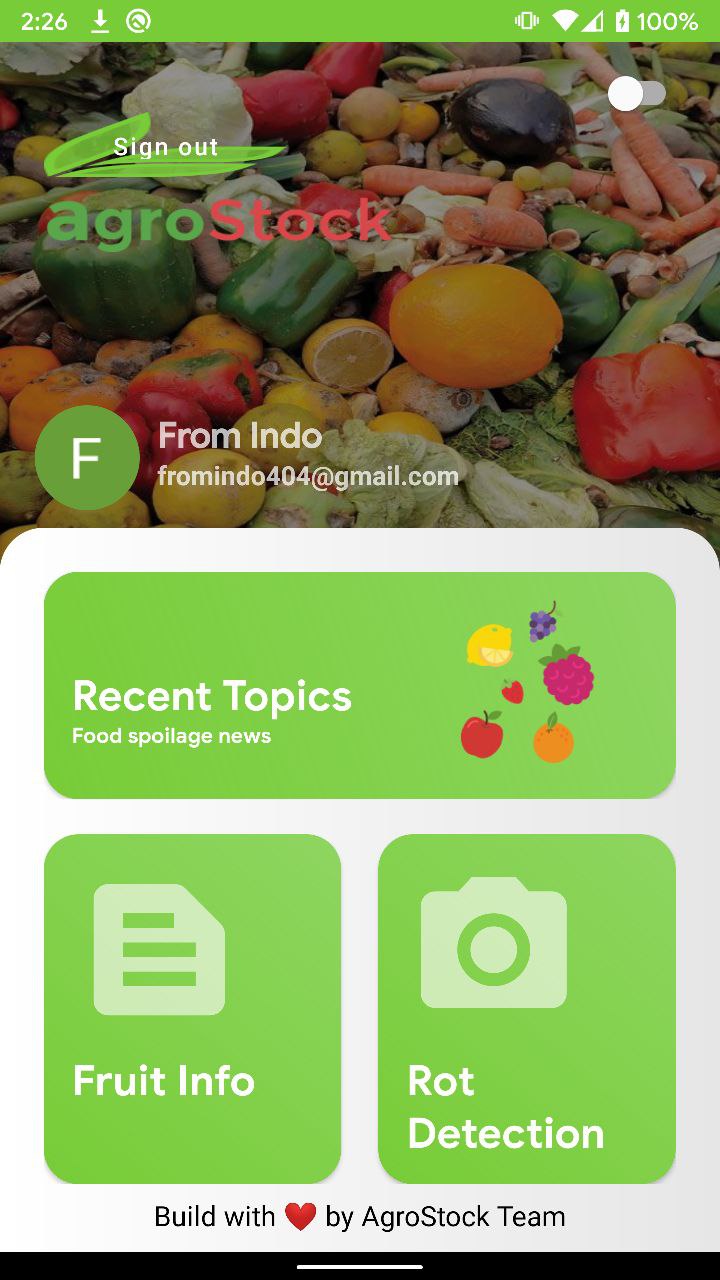 2:26
100%
Sign out
agroStock
F
From Indo
fromindo404@gmail.com
Recent Topics
Food spoilage news
Fruit Info
Rot
Detection
Build with ❤️ by AgroStock Team